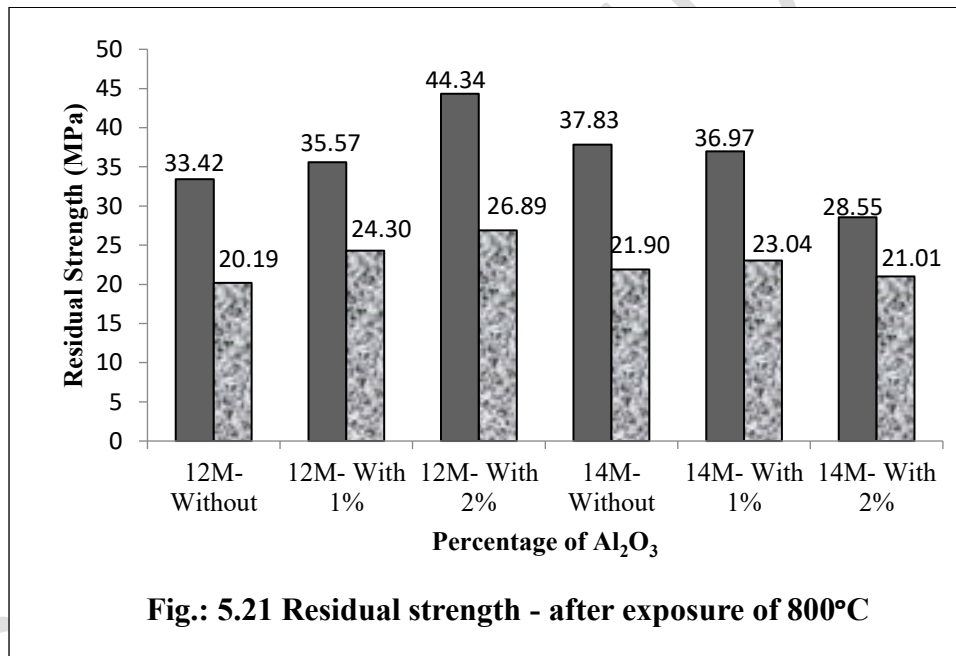 Residual Strength (MPa)
50
45
40
35
30
25
20
15
10
5
0
33.42
20.19
35.57
24.30
44.34
26.89
37.83
21.90
36.97
23.04
28.55
21.01
12M-
Without
12M- With
1%
12M- With
2%
14M-
Without
14M- With
1%
14M- With
2%
Percentage of Al₂O₃
Fig.: 5.21 Residual strength - after exposure of 800°C